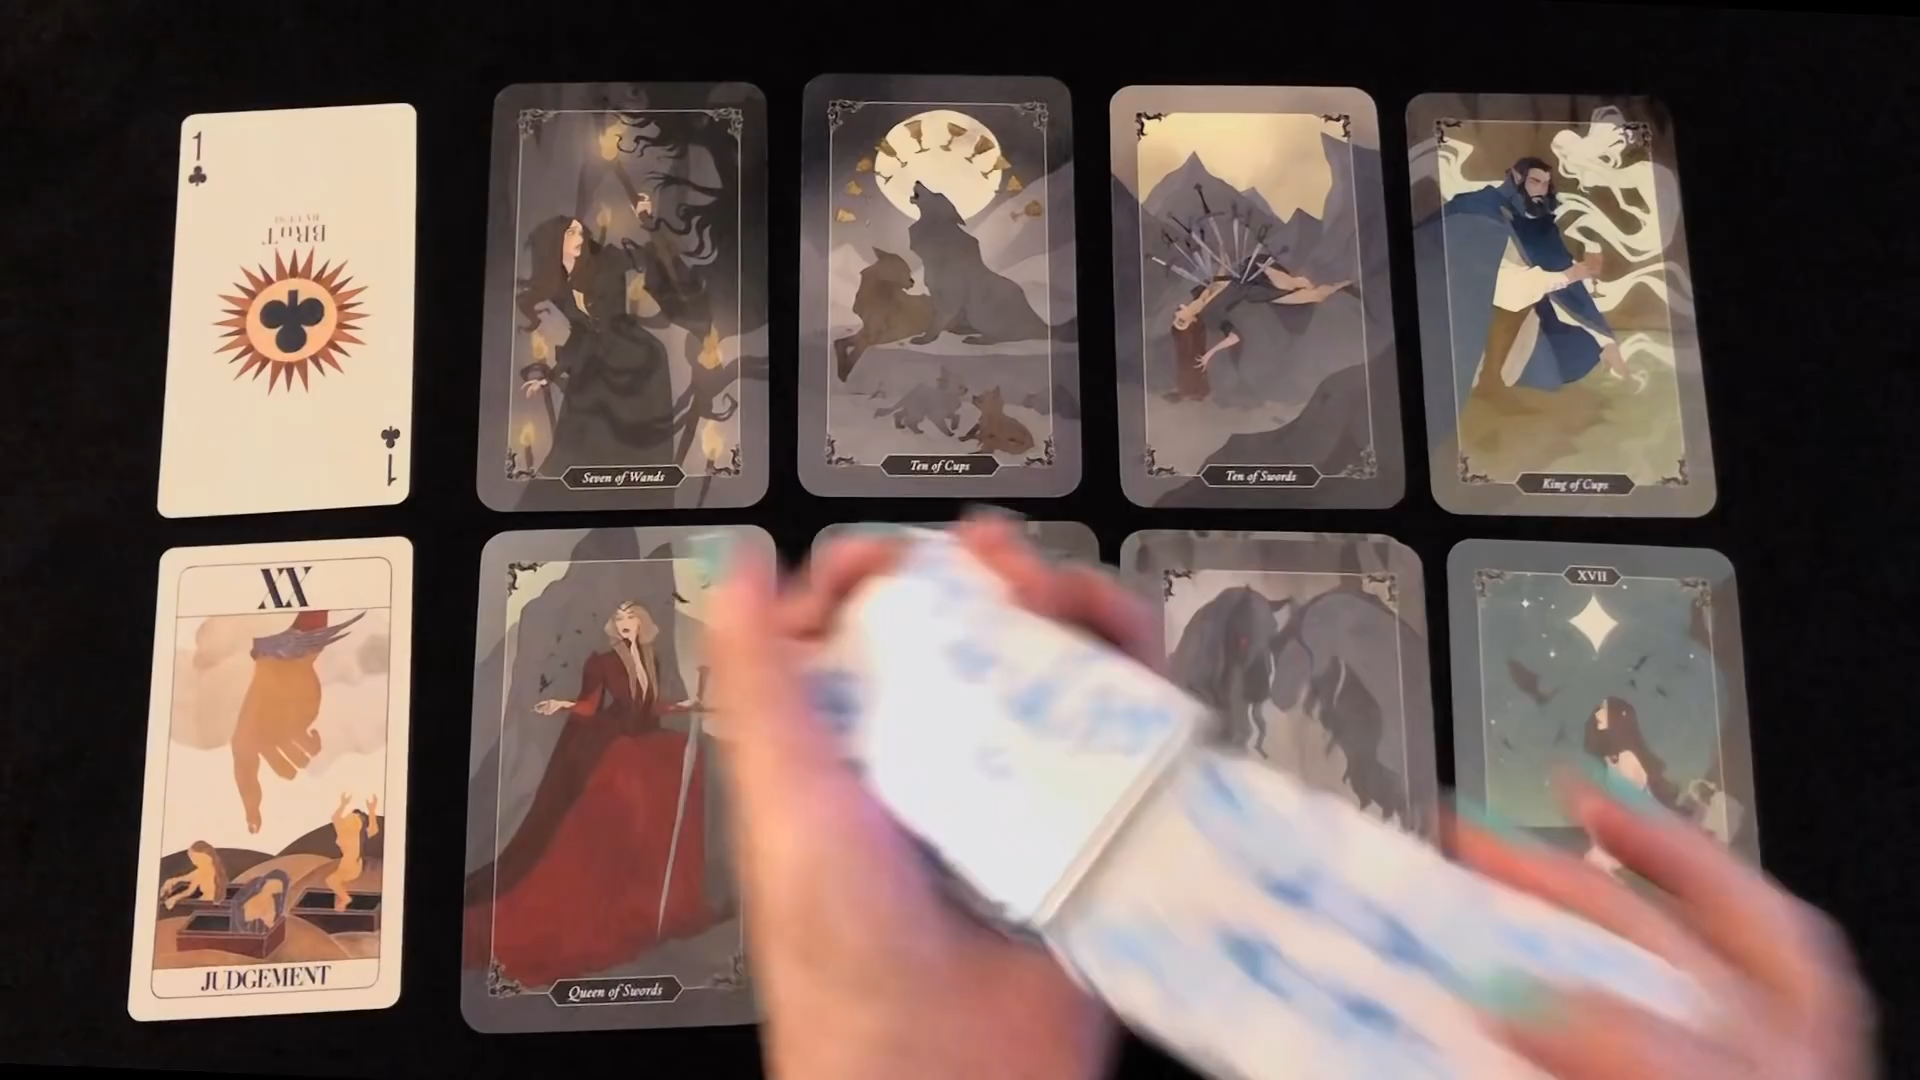 1
BRUT
1
Seven of Wands
Ten of Cups
Ten of Swords
King of Cups
XX
JUDGEMENT
Queen of Swords
XVII